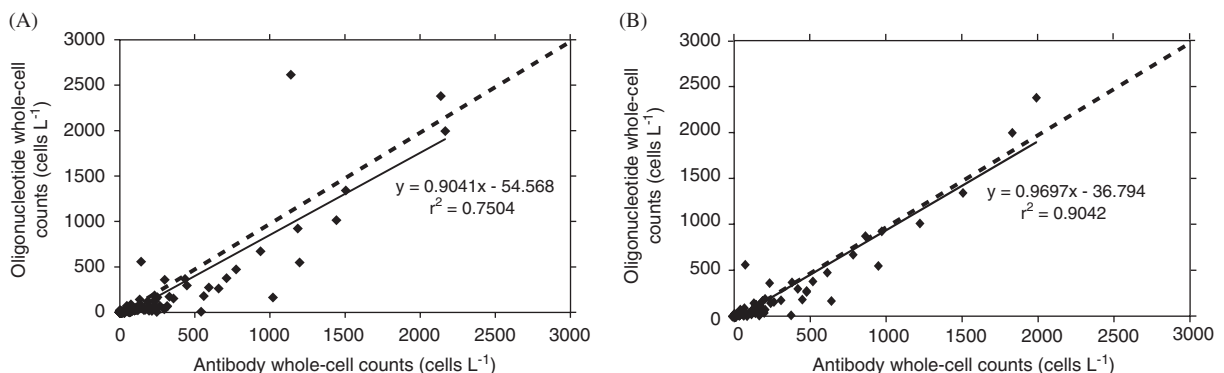 (A)
Oligonucleotide whole-cell
counts (cells L⁻¹)
3000
2500
2000
1500
1000
500
0
0 500 1000 1500 2000 2500 3000
y = 0.9041x - 54.568
r² = 0.7504
Antibody whole-cell counts (cells L⁻¹)
(B)
Oligonucleotide whole-cell
counts (cells L⁻¹)
3000
2500
2000
1500
1000
500
0
0 500 1000 1500 2000 2500 3000
y = 0.9697x - 36.794
r² = 0.9042
Antibody whole-cell counts (cells L⁻¹)